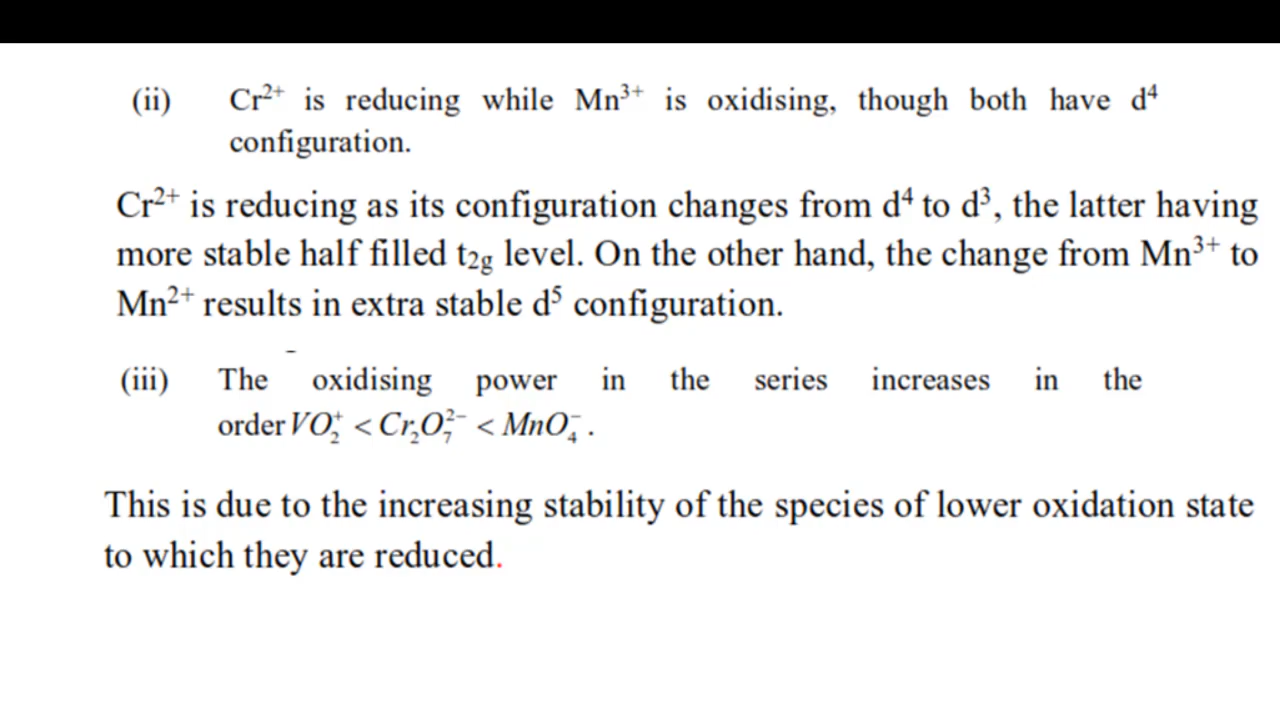 (ii) Cr²⁺ is reducing while Mn³⁺ is oxidising, though both have d⁴
configuration.
Cr²⁺ is reducing as its configuration changes from d⁴ to d³, the latter having
more stable half filled t₂g level. On the other hand, the change from Mn³⁺ to
Mn²⁺ results in extra stable d⁵ configuration.
(iii) The oxidising power in the series increases in the
order VO₂⁺ < Cr₂O₇²⁻ < MnO₄⁻.
This is due to the increasing stability of the species of lower oxidation state
to which they are reduced.